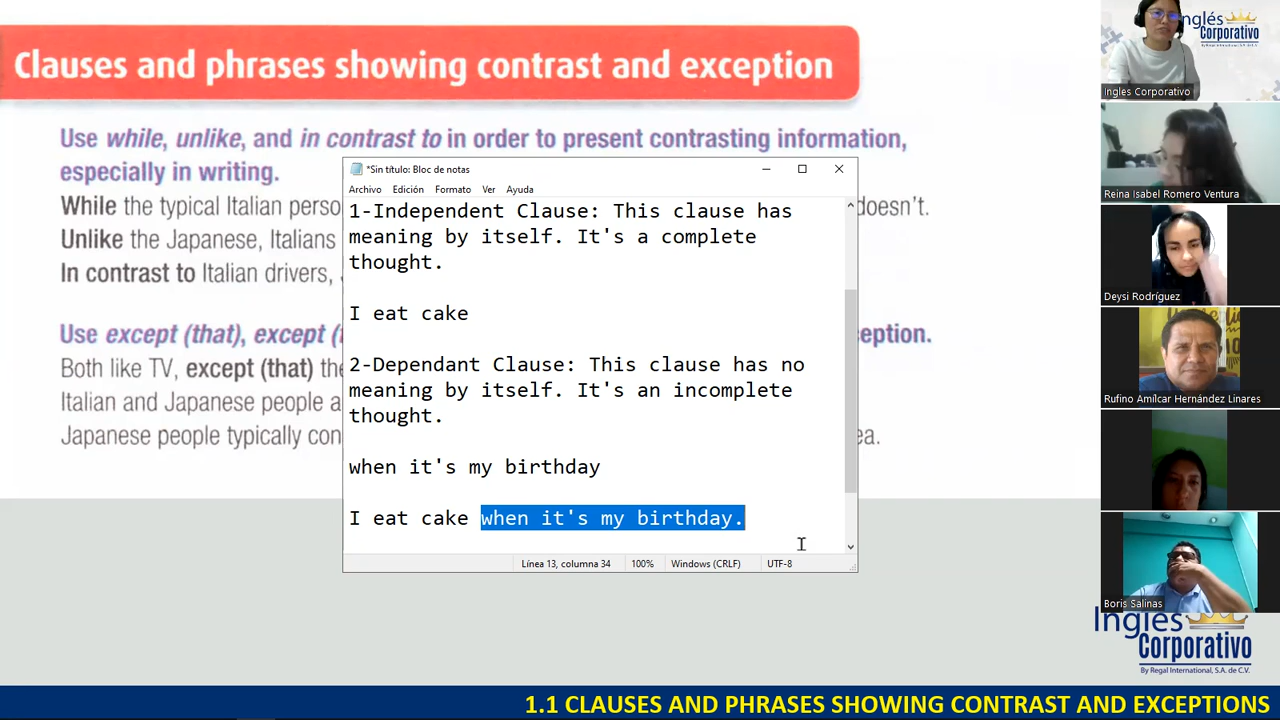 Clauses and phrases showing contrast and exception
Use while, unlike, and in contrast to in order to present contrasting information,
especially in writing.
While the typical Italian perso
doesn't.
Unlike the Japanese, Italians
In contrast to Italian drivers,
Use except (that), except (
ception.
Both like TV, except (that) the
Italian and Japanese people a
Japanese people typically con
ea.
*Sin título: Bloc de notas
Archivo Edición Formato Ver Ayuda
1-Independent Clause: This clause has
meaning by itself. It's a complete
thought.
I eat cake
2-Dependant Clause: This clause has no
meaning by itself. It's an incomplete
thought.
when it's my birthday
I eat cake when it's my birthday.
Línea 13, columna 34 100% Windows (CRLF) UTF-8
Inglés
Corporativo
By Regal International, S.A. de C.V.
Ingles Corporativo
Reina Isabel Romero Ventura
Deysi Rodríguez
Rufino Amílcar Hernández Linares
Boris Salinas
Inglés
Corporativo
By Regal International, S.A. de C.V.
1.1 CLAUSES AND PHRASES SHOWING CONTRAST AND EXCEPTIONS